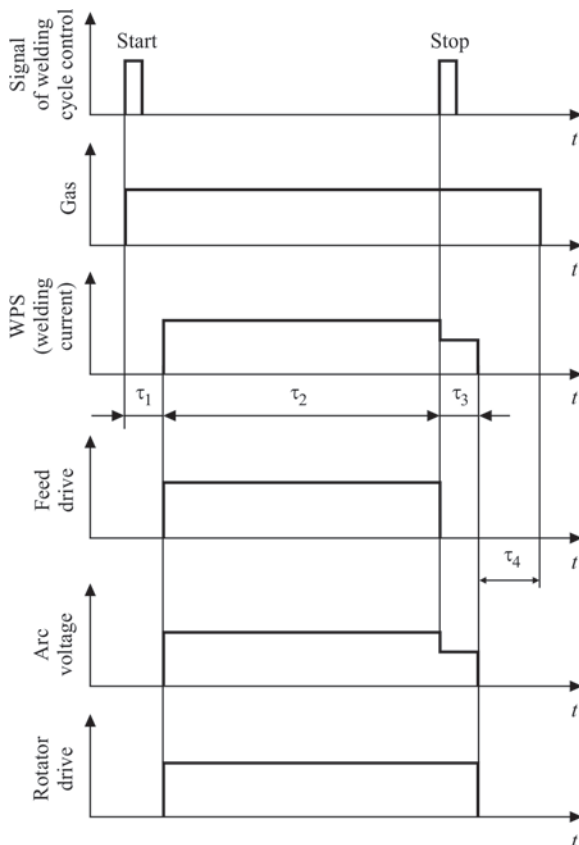 Signal
of welding
cycle control
Start
Stop
t
Gas
t
WPS
(welding
current)
t
τ1
τ2
τ3
Feed
drive
t
τ4
Arc
voltage
t
Rotator
drive
t